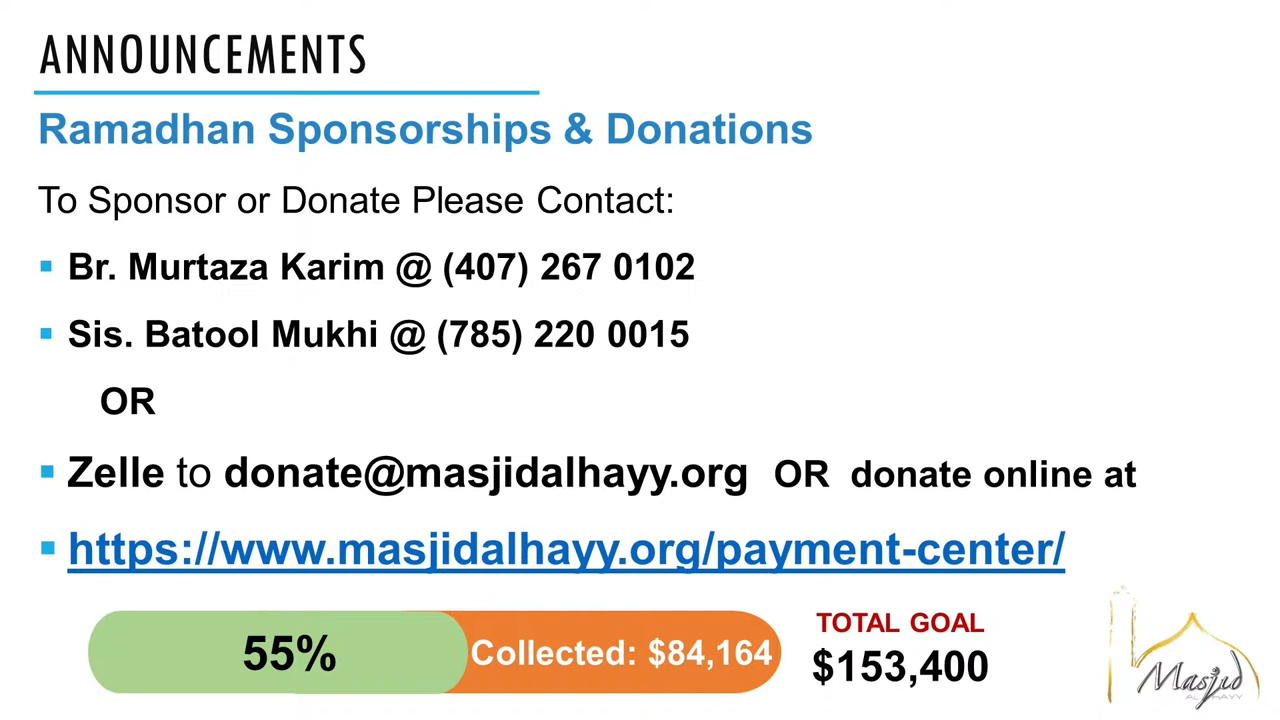 ANNOUNCEMENTS
Ramadhan Sponsorships & Donations
To Sponsor or Donate Please Contact:
Br. Murtaza Karim @ (407) 267 0102
Sis. Batool Mukhi @ (785) 220 0015
OR
Zelle to donate@masjidalhayy.org OR donate online at
https://www.masjidalhayy.org/payment-center/
55%
Collected: $84,164
TOTAL GOAL
$153,400
Masjid
AL HAYY